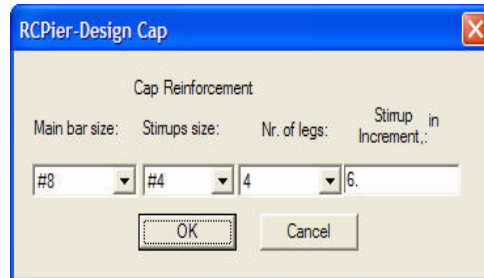 RCPier-Design Cap
Cap Reinforcement
Main bar size: Stirrups size: Nr. of legs: Stirrup Increment,: in
#8 #4 4 6.
OK Cancel